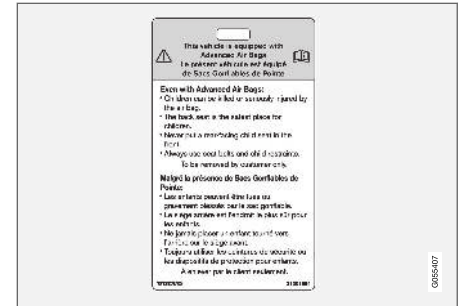 This vehicle is equipped with
Advanced Air Bags
Le présent véhicule est équipé
de Sacs Gonflables de Pointe
Even with Advanced Air Bags:
• Children can be killed or seriously injured by
the air bag.
• The back seat is the safest place for
children.
• Never put a rear-facing child seat in the
front.
• Always use seat belts and child restraints.
To be removed by customer only.
Malgré la présence de Sacs Gonflables de
Pointe:
• Les enfants peuvent être tués ou
gravement blessés par le sac gonflable.
• Le siège arrière est l'endroit le plus sûr pour
les enfants.
• Ne jamais placer un enfant tourné vers
l'arrière sur le siège avant.
• Toujours utiliser les ceintures de sécurité ou
les dispositifs de protection pour enfants.
A enlever par le client seulement.
G055407